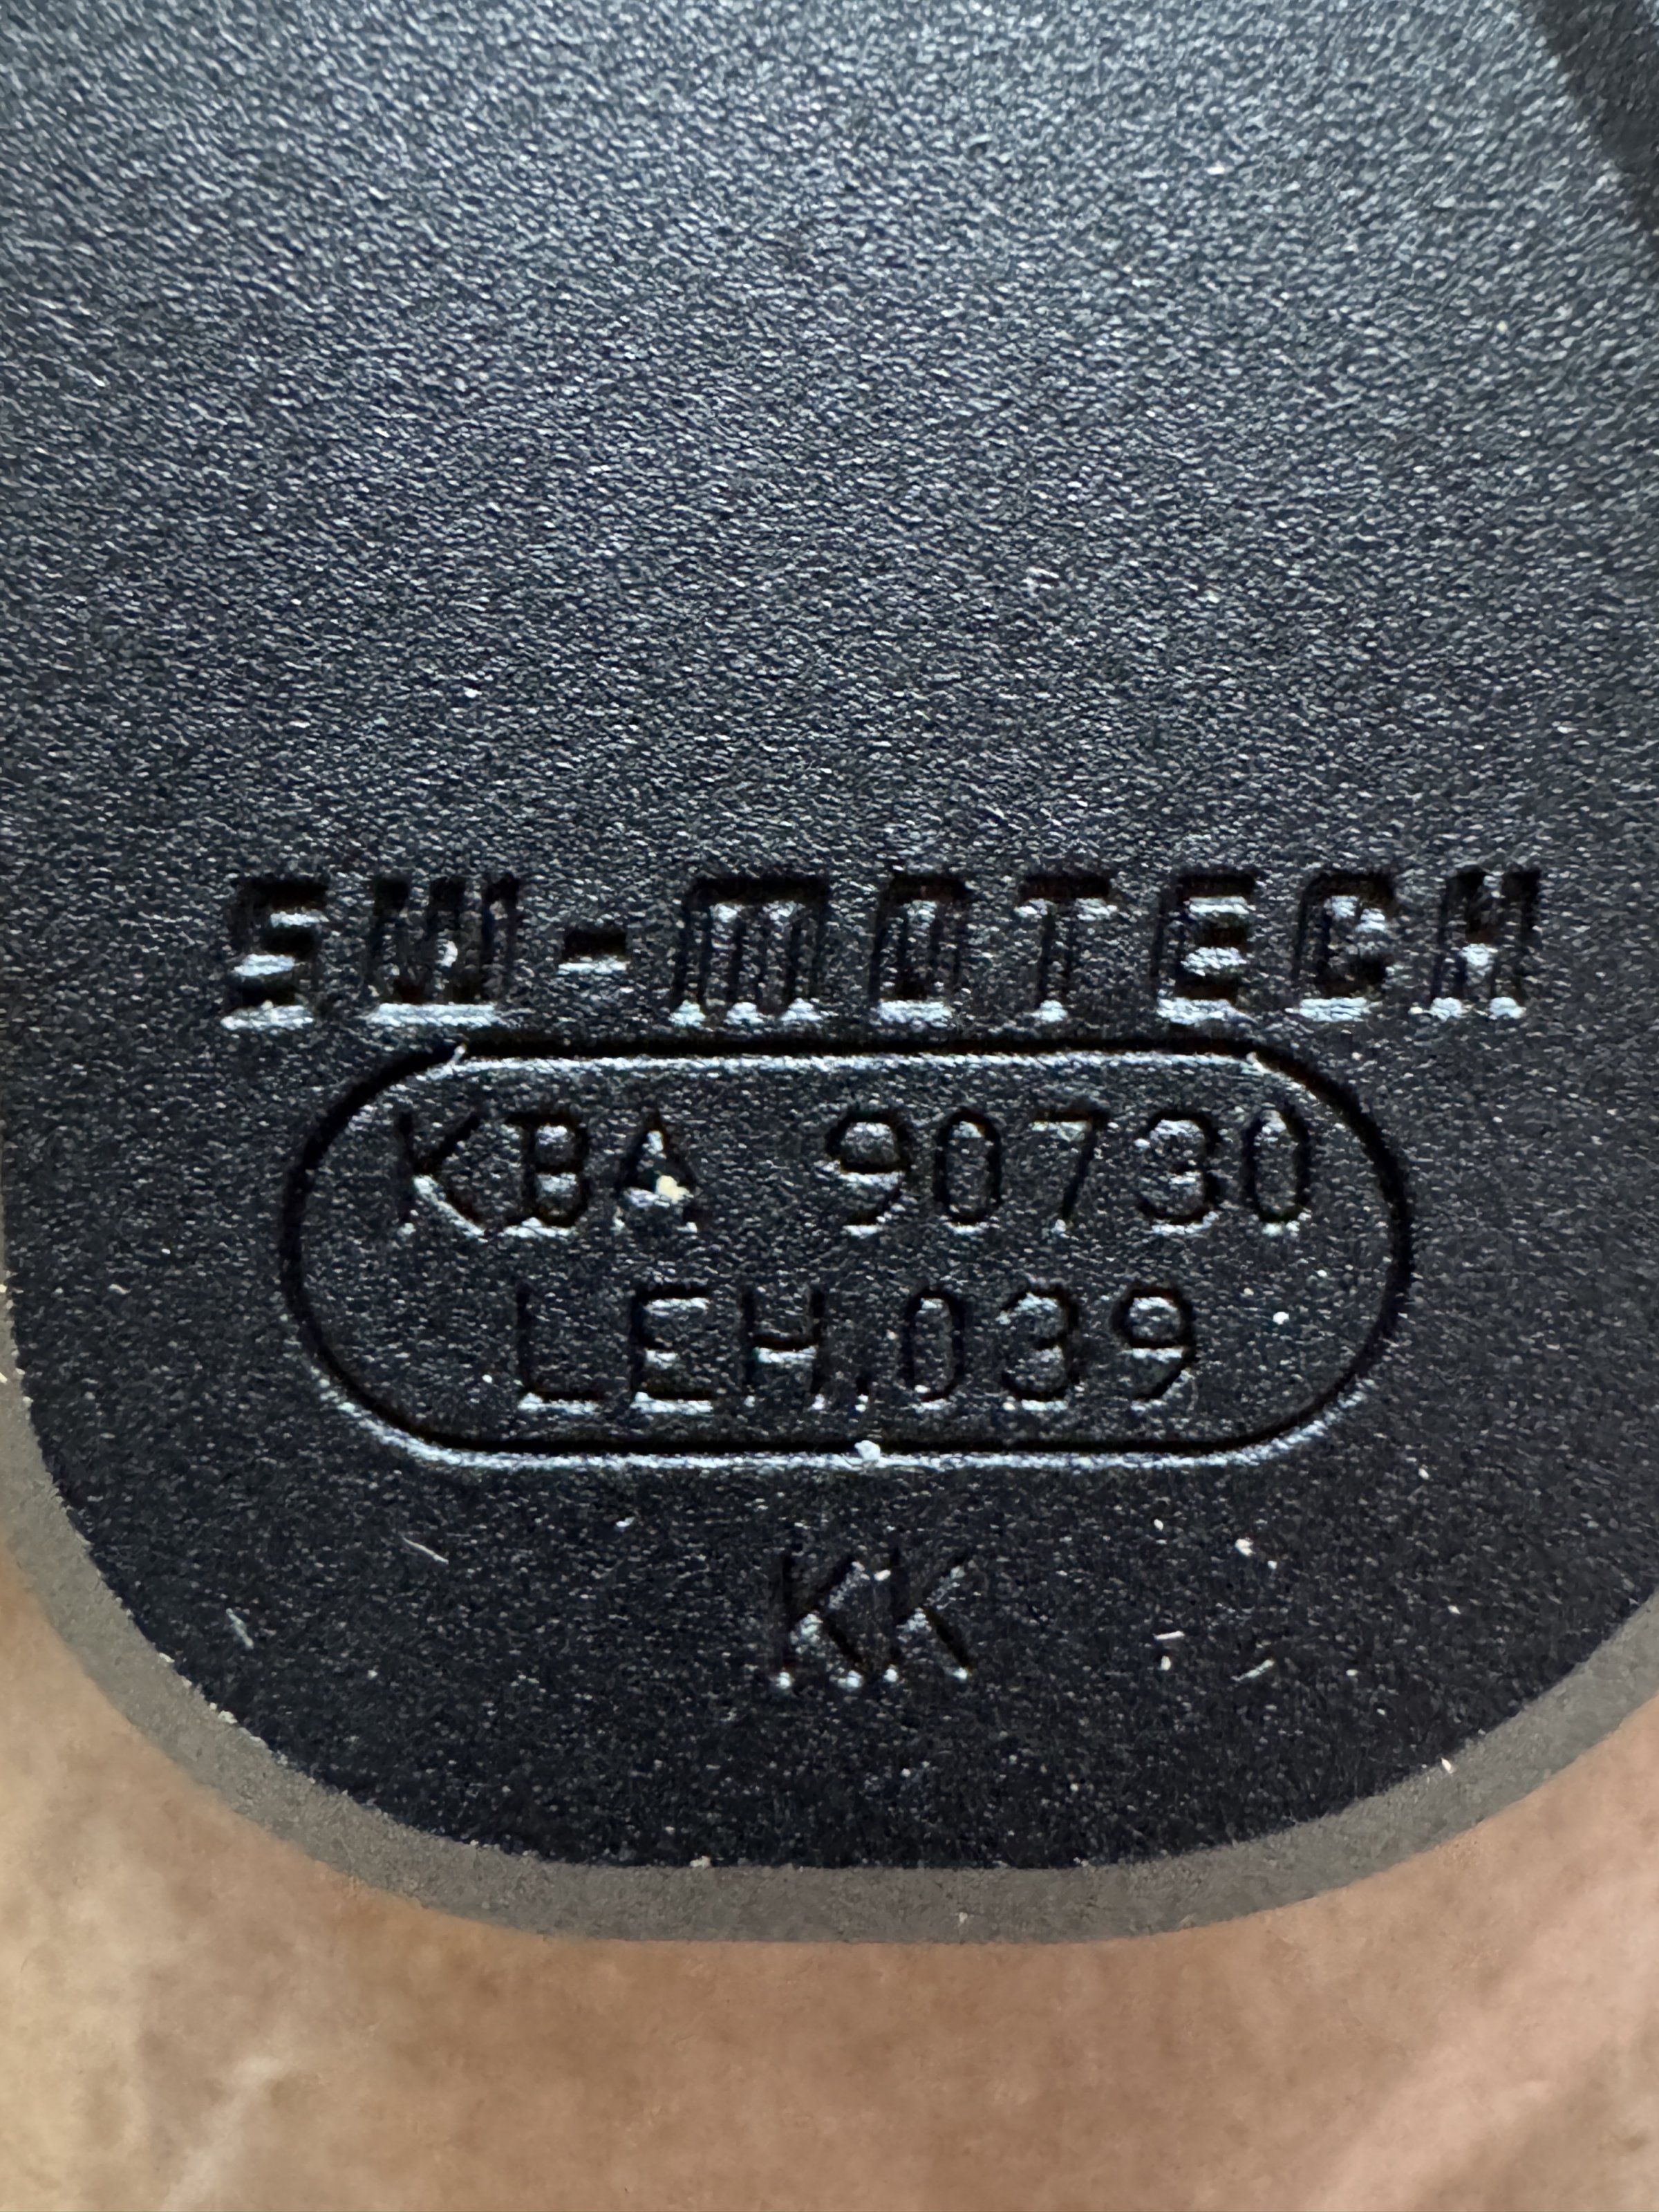 SW-MOTECH
KBA 90730
LEH.039
KK